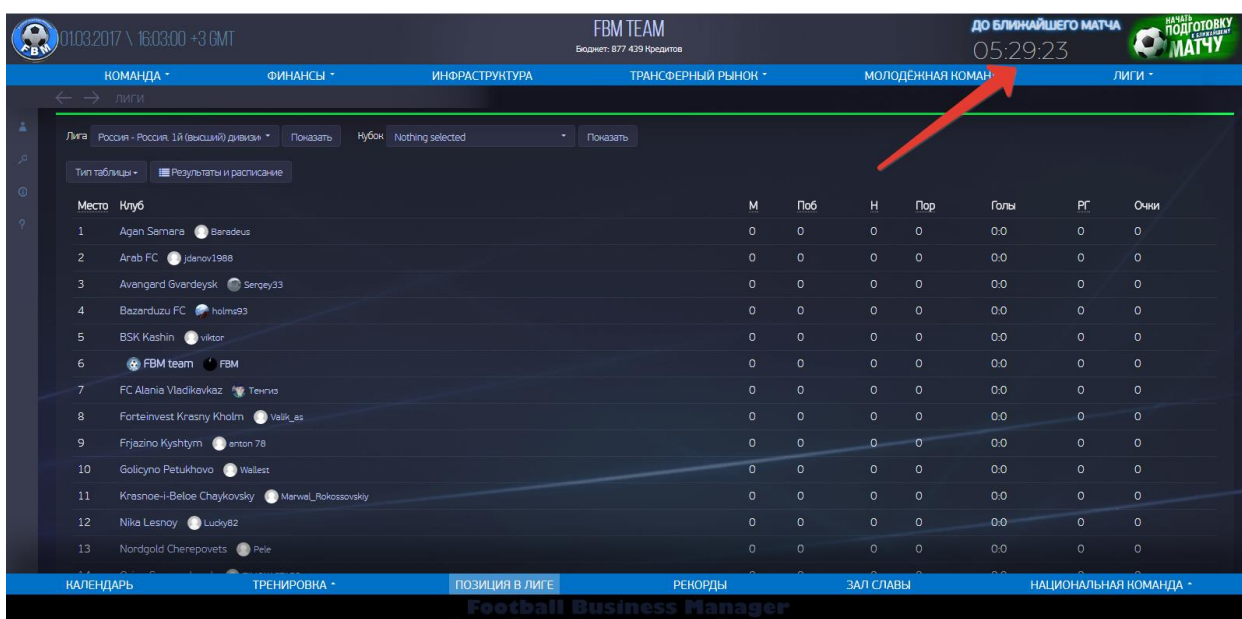 FBM
01.03.2017 \ 16:03:00 +3 GMT
FBM TEAM
Бюджет: 877 439 Кредитов
ДО БЛИЖАЙШЕГО МАТЧА
05:29:23
НАЧАТЬ
ПОДГОТОВКУ
К БЛИЖАЙШЕМУ
МАТЧУ
КОМАНДА ФИНАНСЫ ИНФРАСТРУКТУРА ТРАНСФЕРНЫЙ РЫНОК МОЛОДЁЖНАЯ ЛИГИ
← → ЛИГИ
Лига Россия - Россия. 1й (высший) дивизи Показать Кубок Nothing selected Показать
Тип таблицы Результаты и расписание
Место Клуб М Поб Н Пор Голы РГ Очки
1 Agan Samara Baradeus 0 0 0 0 0:0 0 0
2 Arab FC jdanov1988 0 0 0 0 0:0 0 0
3 Avangard Gvardeysk Sergey33 0 0 0 0 0:0 0 0
4 Bazarduzu FC holms93 0 0 0 0 0:0 0 0
5 BSK Kashin viktor 0 0 0 0 0:0 0 0
6 FBM team FBM 0 0 0 0 0:0 0 0
7 FC Alania Vladikavkaz Тенгиз 0 0 0 0 0:0 0 0
8 Forteinvest Krasny Kholm Valik_as 0 0 0 0 0:0 0 0
9 Frjazino Kyshtym anton 78 0 0 0 0 0:0 0 0
10 Golicyno Petukhovo Wallest 0 0 0 0 0:0 0 0
11 Krasnoe-i-Beloe Chaykovsky Marwal_Rokossovskiy 0 0 0 0 0:0 0 0
12 Nika Lesnoy Lucky82 0 0 0 0 0:0 0 0
13 Nordgold Cherepovets Pele 0 0 0 0 0:0 0 0
КАЛЕНДАРЬ ТРЕНИРОВКА ПОЗИЦИЯ В ЛИГЕ РЕКОРДЫ ЗАЛ СЛАВЫ НАЦИОНАЛЬНАЯ КОМАНДА
Football Business Manager